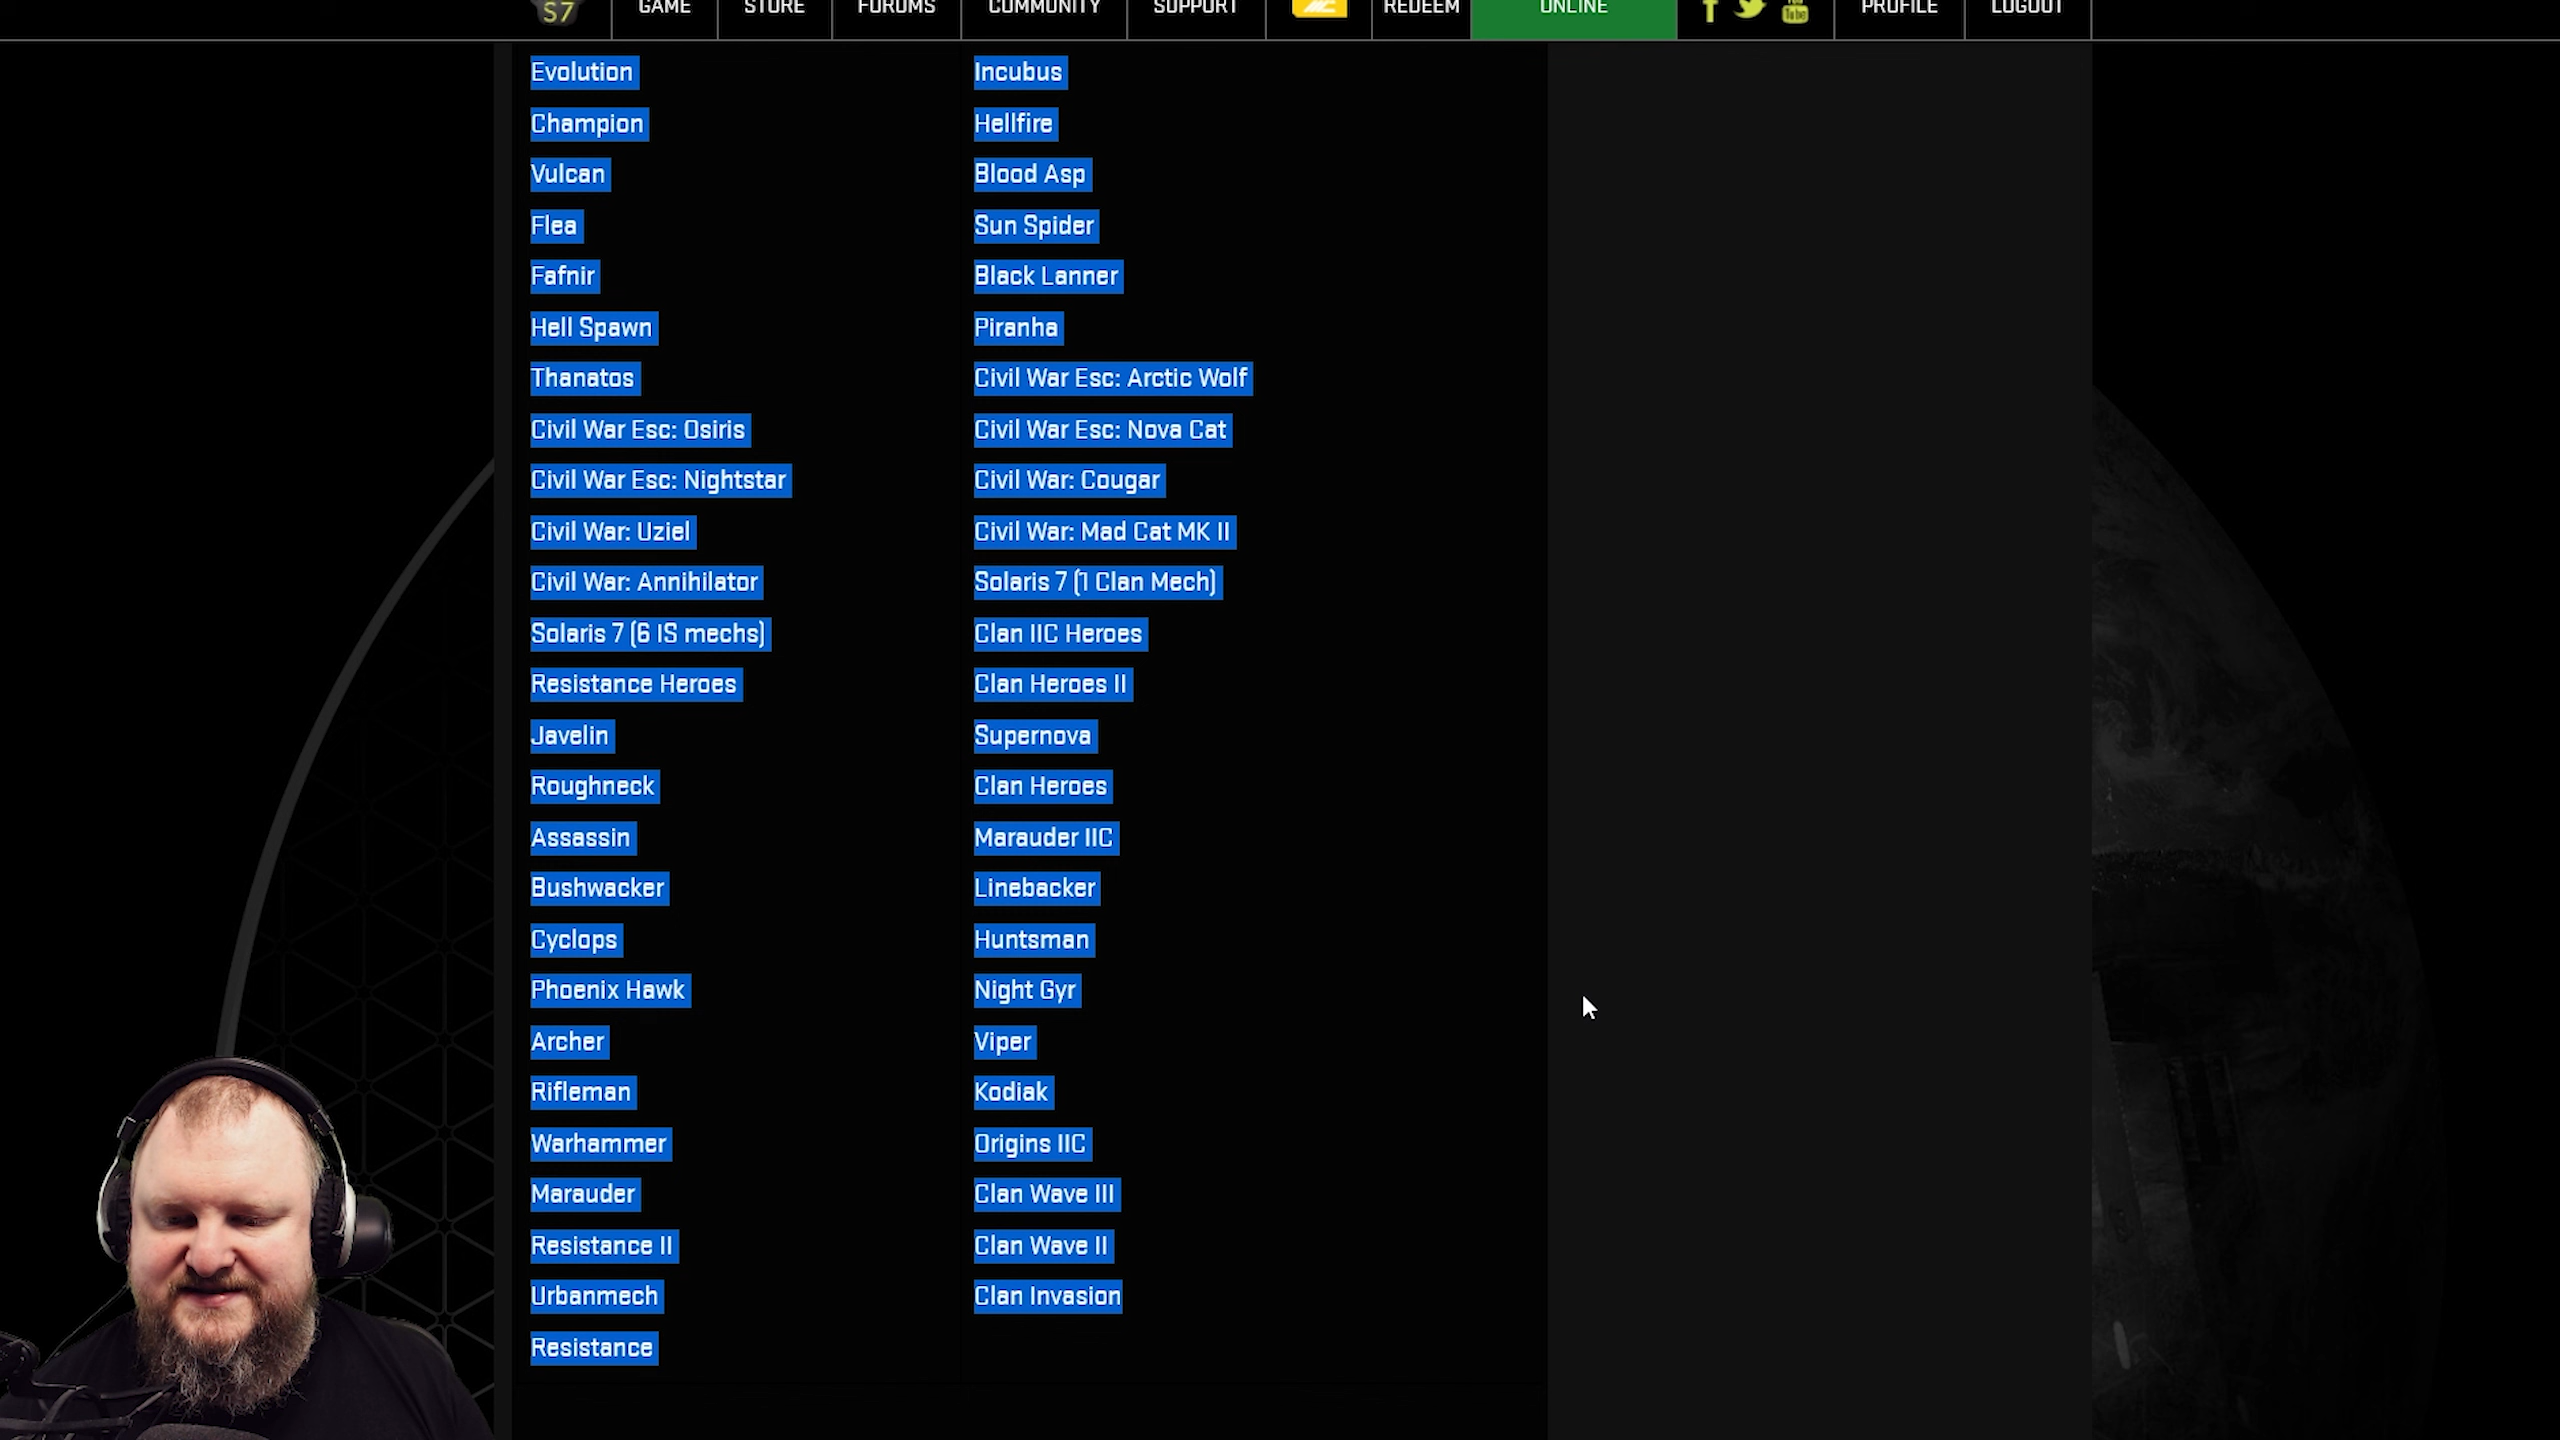 S7
GAME
STORE
FORUMS
COMMUNITY
SUPPORT
MC
REDEEM
ONLINE
f
You Tube
PROFILE
LOGOUT
Evolution
Incubus
Champion
Hellfire
Vulcan
Blood Asp
Flea
Sun Spider
Fafnir
Black Lanner
Hell Spawn
Piranha
Thanatos
Civil War Esc: Arctic Wolf
Civil War Esc: Osiris
Civil War Esc: Nova Cat
Civil War Esc: Nightstar
Civil War: Cougar
Civil War: Uziel
Civil War: Mad Cat MK II
Civil War: Annihilator
Solaris 7 (1 Clan Mech)
Solaris 7 (6 IS mechs)
Clan IIC Heroes
Resistance Heroes
Clan Heroes II
Javelin
Supernova
Roughneck
Clan Heroes
Assassin
Marauder IIC
Bushwacker
Linebacker
Cyclops
Huntsman
Phoenix Hawk
Night Gyr
Archer
Viper
Rifleman
Kodiak
Warhammer
Origins IIC
Marauder
Clan Wave III
Resistance II
Clan Wave II
Urbanmech
Clan Invasion
Resistance